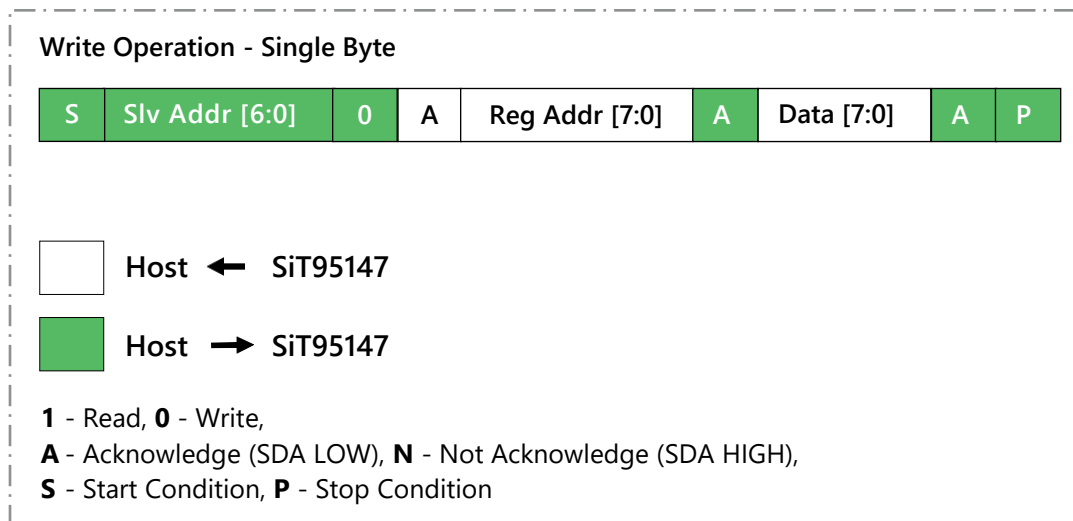 Write Operation - Single Byte
S Slv Addr [6:0] 0 A Reg Addr [7:0] A Data [7:0] A P
Host ← SiT95147
Host → SiT95147
1 - Read, 0 - Write,
A - Acknowledge (SDA LOW), N - Not Acknowledge (SDA HIGH),
S - Start Condition, P - Stop Condition